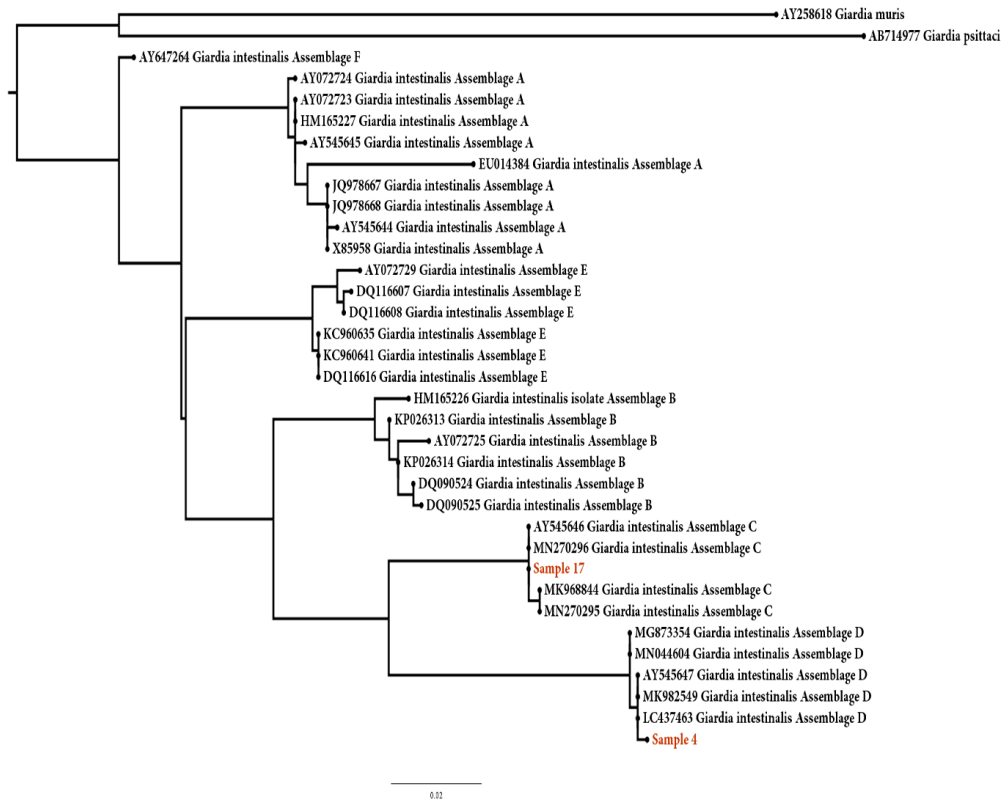 AY258618 Giardia muris
AB714977 Giardia psittaci
AY647264 Giardia intestinalis Assemblage F
AY072724 Giardia intestinalis Assemblage A
AY072723 Giardia intestinalis Assemblage A
HM165227 Giardia intestinalis Assemblage A
AY545645 Giardia intestinalis Assemblage A
EU014384 Giardia intestinalis Assemblage A
JQ978667 Giardia intestinalis Assemblage A
JQ978668 Giardia intestinalis Assemblage A
AY545644 Giardia intestinalis Assemblage A
X85958 Giardia intestinalis Assemblage A
AY072729 Giardia intestinalis Assemblage E
DQ116607 Giardia intestinalis Assemblage E
DQ116608 Giardia intestinalis Assemblage E
KC960635 Giardia intestinalis Assemblage E
KC960641 Giardia intestinalis Assemblage E
DQ116616 Giardia intestinalis Assemblage E
HM165226 Giardia intestinalis isolate Assemblage B
KP026313 Giardia intestinalis Assemblage B
AY072725 Giardia intestinalis Assemblage B
KP026314 Giardia intestinalis Assemblage B
DQ090524 Giardia intestinalis Assemblage B
DQ090525 Giardia intestinalis Assemblage B
AY545646 Giardia intestinalis Assemblage C
MN270296 Giardia intestinalis Assemblage C
Sample 17
MK968844 Giardia intestinalis Assemblage C
MN270295 Giardia intestinalis Assemblage C
MG873354 Giardia intestinalis Assemblage D
MN044604 Giardia intestinalis Assemblage D
AY545647 Giardia intestinalis Assemblage D
MK982549 Giardia intestinalis Assemblage D
LC437463 Giardia intestinalis Assemblage D
Sample 4
0.02